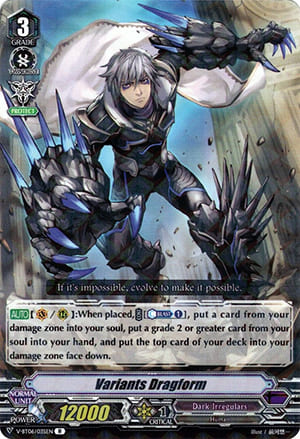 3
GRADE
PROTECT
If it's impossible, evolve to make it possible.
AUTO [ ]:When placed, [ BLAST 1], put a card from your
damage zone into your soul, put a grade 2 or greater card from your
soul into your hand, and put the top card of your deck into your
damage zone face down.
NORMAL
UNIT
Variants Dragform
POWER 12000 1
CRITICAL
Dark Irregulars
V-BT06/035EN R